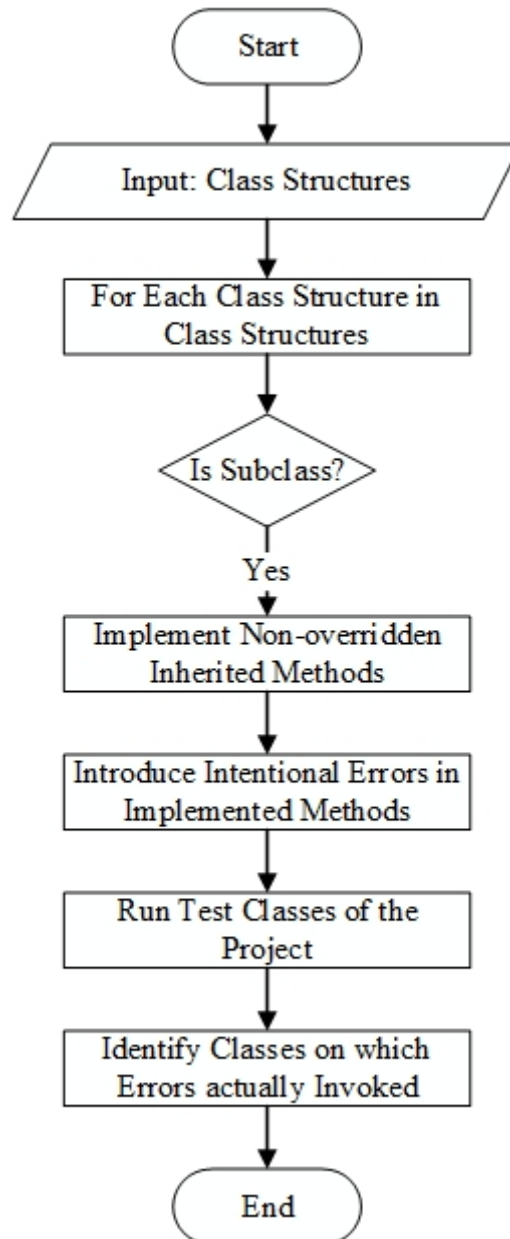 Start
Input: Class Structures
For Each Class Structure in
Class Structures
Is Subclass?
Yes
Implement Non-overridden
Inherited Methods
Introduce Intentional Errors in
Implemented Methods
Run Test Classes of the
Project
Identify Classes on which
Errors actually Invoked
End